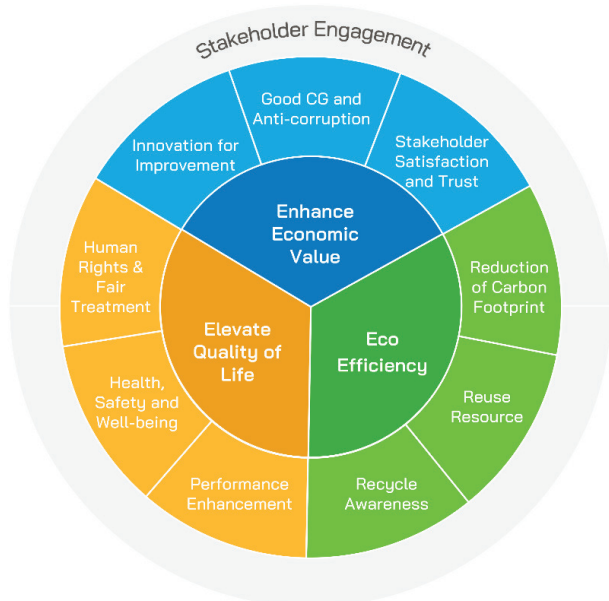 Stakeholder Engagement
Good CG and
Anti-corruption
Innovation for
Improvement
Stakeholder
Satisfaction
and Trust
Enhance
Economic
Value
Human
Rights &
Fair
Treatment
Reduction
of Carbon
Footprint
Elevate
Quality of
Life
Eco
Efficiency
Health,
Safety and
Well-being
Reuse
Resource
Performance
Enhancement
Recycle
Awareness